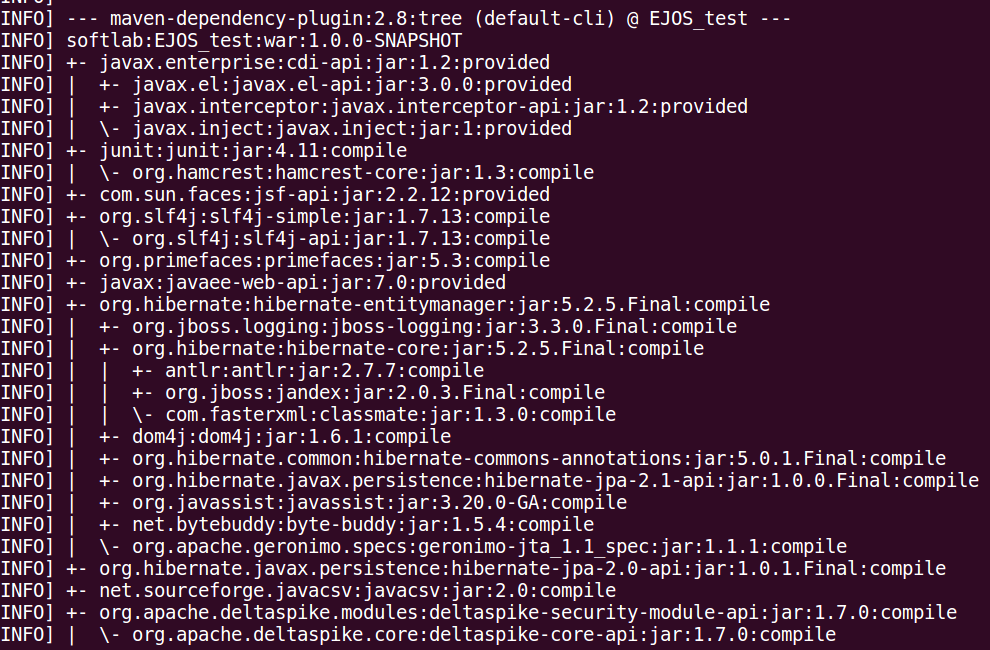 INFO] --- maven-dependency-plugin:2.8:tree (default-cli) @ EJOS_test ---
INFO] softlab:EJOS_test:war:1.0.0-SNAPSHOT
INFO] +- javax.enterprise:cdi-api:jar:1.2:provided
INFO] |  +- javax.el:javax.el-api:jar:3.0.0:provided
INFO] |  +- javax.interceptor:javax.interceptor-api:jar:1.2:provided
INFO] |  \- javax.inject:javax.inject:jar:1:provided
INFO] +- junit:junit:jar:4.11:compile
INFO] |  \- org.hamcrest:hamcrest-core:jar:1.3:compile
INFO] +- com.sun.faces:jsf-api:jar:2.2.12:provided
INFO] +- org.slf4j:slf4j-simple:jar:1.7.13:compile
INFO] |  \- org.slf4j:slf4j-api:jar:1.7.13:compile
INFO] +- org.primefaces:primefaces:jar:5.3:compile
INFO] +- javax:javaee-web-api:jar:7.0:provided
INFO] +- org.hibernate:hibernate-entitymanager:jar:5.2.5.Final:compile
INFO] |  +- org.jboss.logging:jboss-logging:jar:3.3.0.Final:compile
INFO] |  +- org.hibernate:hibernate-core:jar:5.2.5.Final:compile
INFO] |  |  +- antlr:antlr:jar:2.7.7:compile
INFO] |  |  +- org.jboss:jandex:jar:2.0.3.Final:compile
INFO] |  |  \- com.fasterxml:classmate:jar:1.3.0:compile
INFO] |  +- dom4j:dom4j:jar:1.6.1:compile
INFO] |  +- org.hibernate.common:hibernate-commons-annotations:jar:5.0.1.Final:compile
INFO] |  +- org.hibernate.javax.persistence:hibernate-jpa-2.1-api:jar:1.0.0.Final:compile
INFO] |  +- org.javassist:javassist:jar:3.20.0-GA:compile
INFO] |  +- net.bytebuddy:byte-buddy:jar:1.5.4:compile
INFO] |  \- org.apache.geronimo.specs:geronimo-jta_1.1_spec:jar:1.1.1:compile
INFO] +- org.hibernate.javax.persistence:hibernate-jpa-2.0-api:jar:1.0.1.Final:compile
INFO] +- net.sourceforge.javacsv:javacsv:jar:2.0:compile
INFO] +- org.apache.deltaspike.modules:deltaspike-security-module-api:jar:1.7.0:compile
INFO] |  \- org.apache.deltaspike.core:deltaspike-core-api:jar:1.7.0:compile